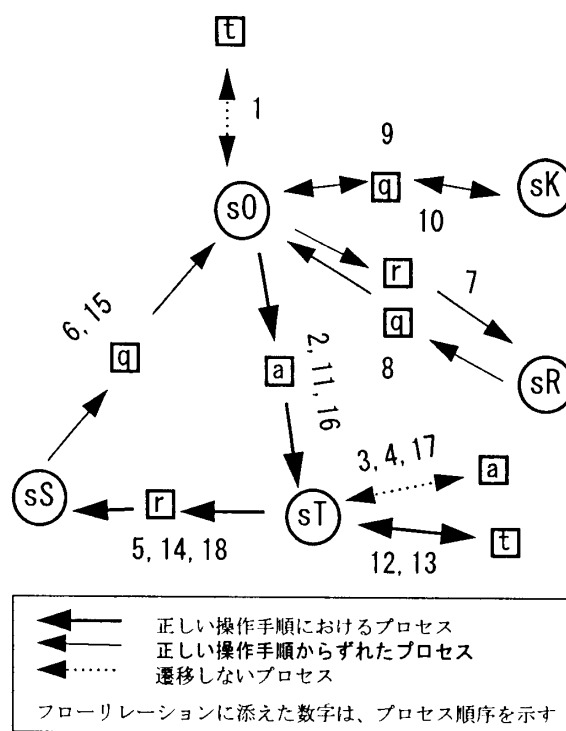 t
1
9
sO
q
sK
10
r
7
6, 15
q
8
sR
q
a
2, 11, 16
3, 4, 17
a
sS
r
sT
t
5, 14, 18
12, 13
正しい操作手順におけるプロセス
正しい操作手順からずれたプロセス
遷移しないプロセス
フローリレーションに添えた数字は、プロセス順序を示す